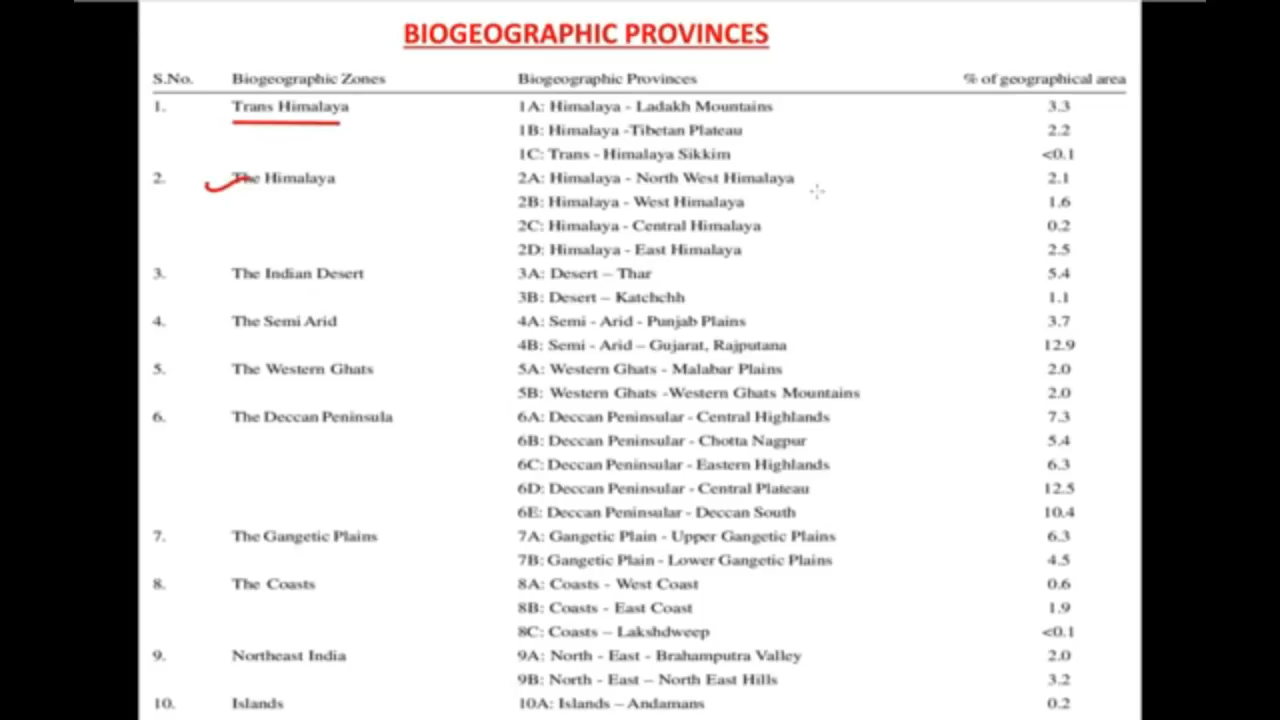 BIOGEOGRAPHIC PROVINCES
S.No. Biogeographic Zones Biogeographic Provinces % of geographical area
1. Trans Himalaya 1A: Himalaya - Ladakh Mountains 3.3
1B: Himalaya -Tibetan Plateau 2.2
1C: Trans - Himalaya Sikkim <0.1
2. The Himalaya 2A: Himalaya - North West Himalaya 2.1
2B: Himalaya - West Himalaya 1.6
2C: Himalaya - Central Himalaya 0.2
2D: Himalaya - East Himalaya 2.5
3. The Indian Desert 3A: Desert – Thar 5.4
3B: Desert – Katchchh 1.1
4. The Semi Arid 4A: Semi - Arid - Punjab Plains 3.7
4B: Semi - Arid – Gujarat, Rajputana 12.9
5. The Western Ghats 5A: Western Ghats - Malabar Plains 2.0
5B: Western Ghats -Western Ghats Mountains 2.0
6. The Deccan Peninsula 6A: Deccan Peninsular - Central Highlands 7.3
6B: Deccan Peninsular - Chotta Nagpur 5.4
6C: Deccan Peninsular - Eastern Highlands 6.3
6D: Deccan Peninsular - Central Plateau 12.5
6E: Deccan Peninsular - Deccan South 10.4
7. The Gangetic Plains 7A: Gangetic Plain - Upper Gangetic Plains 6.3
7B: Gangetic Plain - Lower Gangetic Plains 4.5
8. The Coasts 8A: Coasts - West Coast 0.6
8B: Coasts - East Coast 1.9
8C: Coasts – Lakshdweep <0.1
9. Northeast India 9A: North - East - Brahamputra Valley 2.0
9B: North - East – North East Hills 3.2
10. Islands 10A: Islands – Andamans 0.2